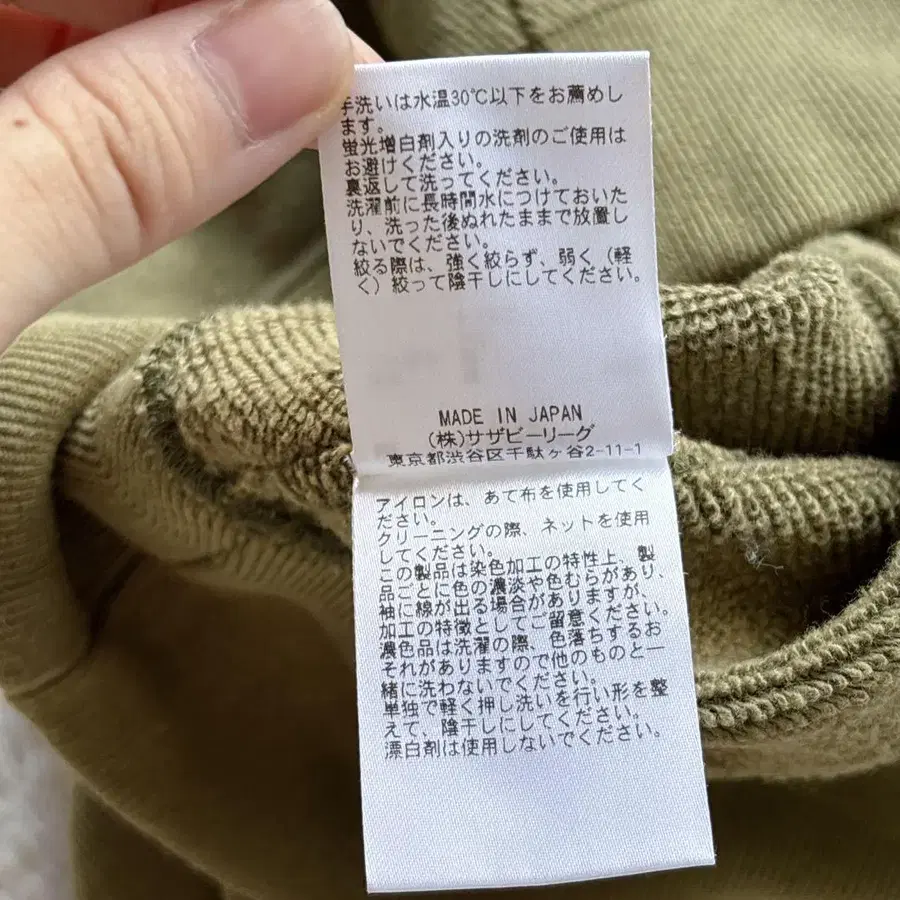 手洗いは水温30℃以下をお薦めし
ます。
蛍光増白剤入りの洗剤のご使用は
お避けください。
裏返して洗ってください。
洗濯前に長時間水につけておいた
り、洗った後ぬれたままで放置し
ないでください。
絞る際は、強く絞らず、弱く（軽
く）絞って陰干しにしてください。
MADE IN JAPAN
(株)サザビーリーグ
東京都渋谷区千駄ヶ谷2-11-1
アイロンは、あて布を使用してく
ださい。
クリーニングの際、ネットを使用
してください。
この製品は染色加工の特性上、製
品ごとに色の濃淡や色むらがあり、
袖に線が出る場合がありますが、
加工の特徴としてご留意ください。
濃色品は洗濯の際、色落ちするお
それがありますので他のものと一
緒に洗わないでください。
単独で軽く押し洗いを行い形を整
えて、陰干しにしてください。
漂白剤は使用しないでください。